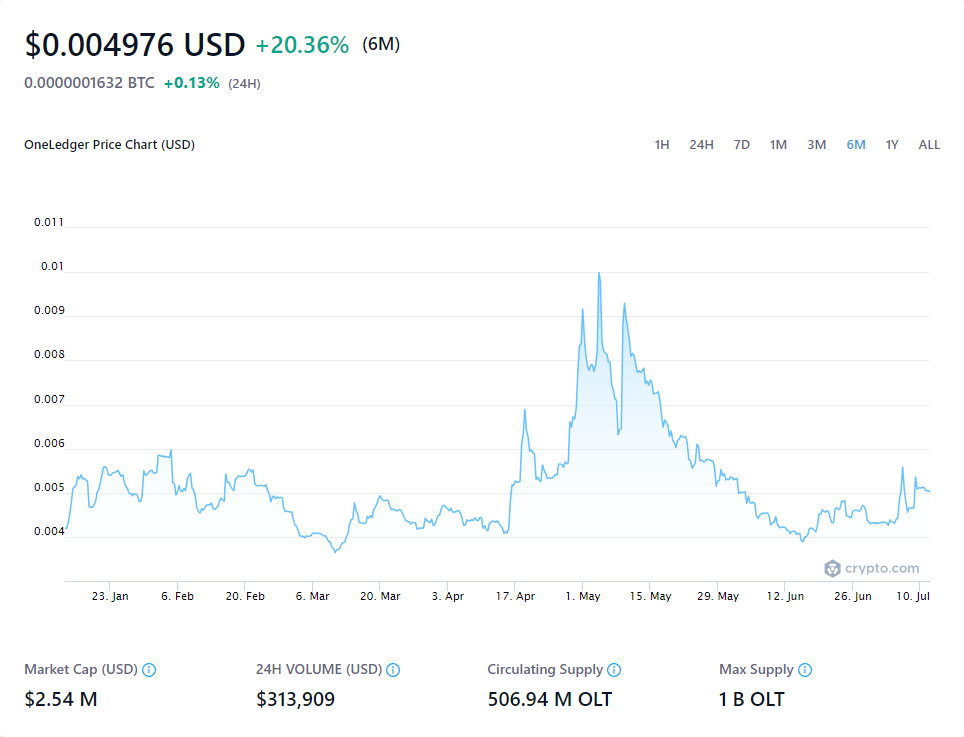 $0.004976 USD +20.36% (6M)
0.0000001632 BTC +0.13% (24H)
OneLedger Price Chart (USD) 1H 24H 7D 1M 3M 6M 1Y ALL
0.011
0.01
0.009
0.008
0.007
0.006
0.005
0.004
crypto.com
23. Jan 6. Feb 20. Feb 6. Mar 20. Mar 3. Apr 17. Apr 1. May 15. May 29. May 12. Jun 26. Jun 10. Jul
Market Cap (USD) 24H VOLUME (USD) Circulating Supply Max Supply
$2.54 M $313,909 506.94 M OLT 1 B OLT